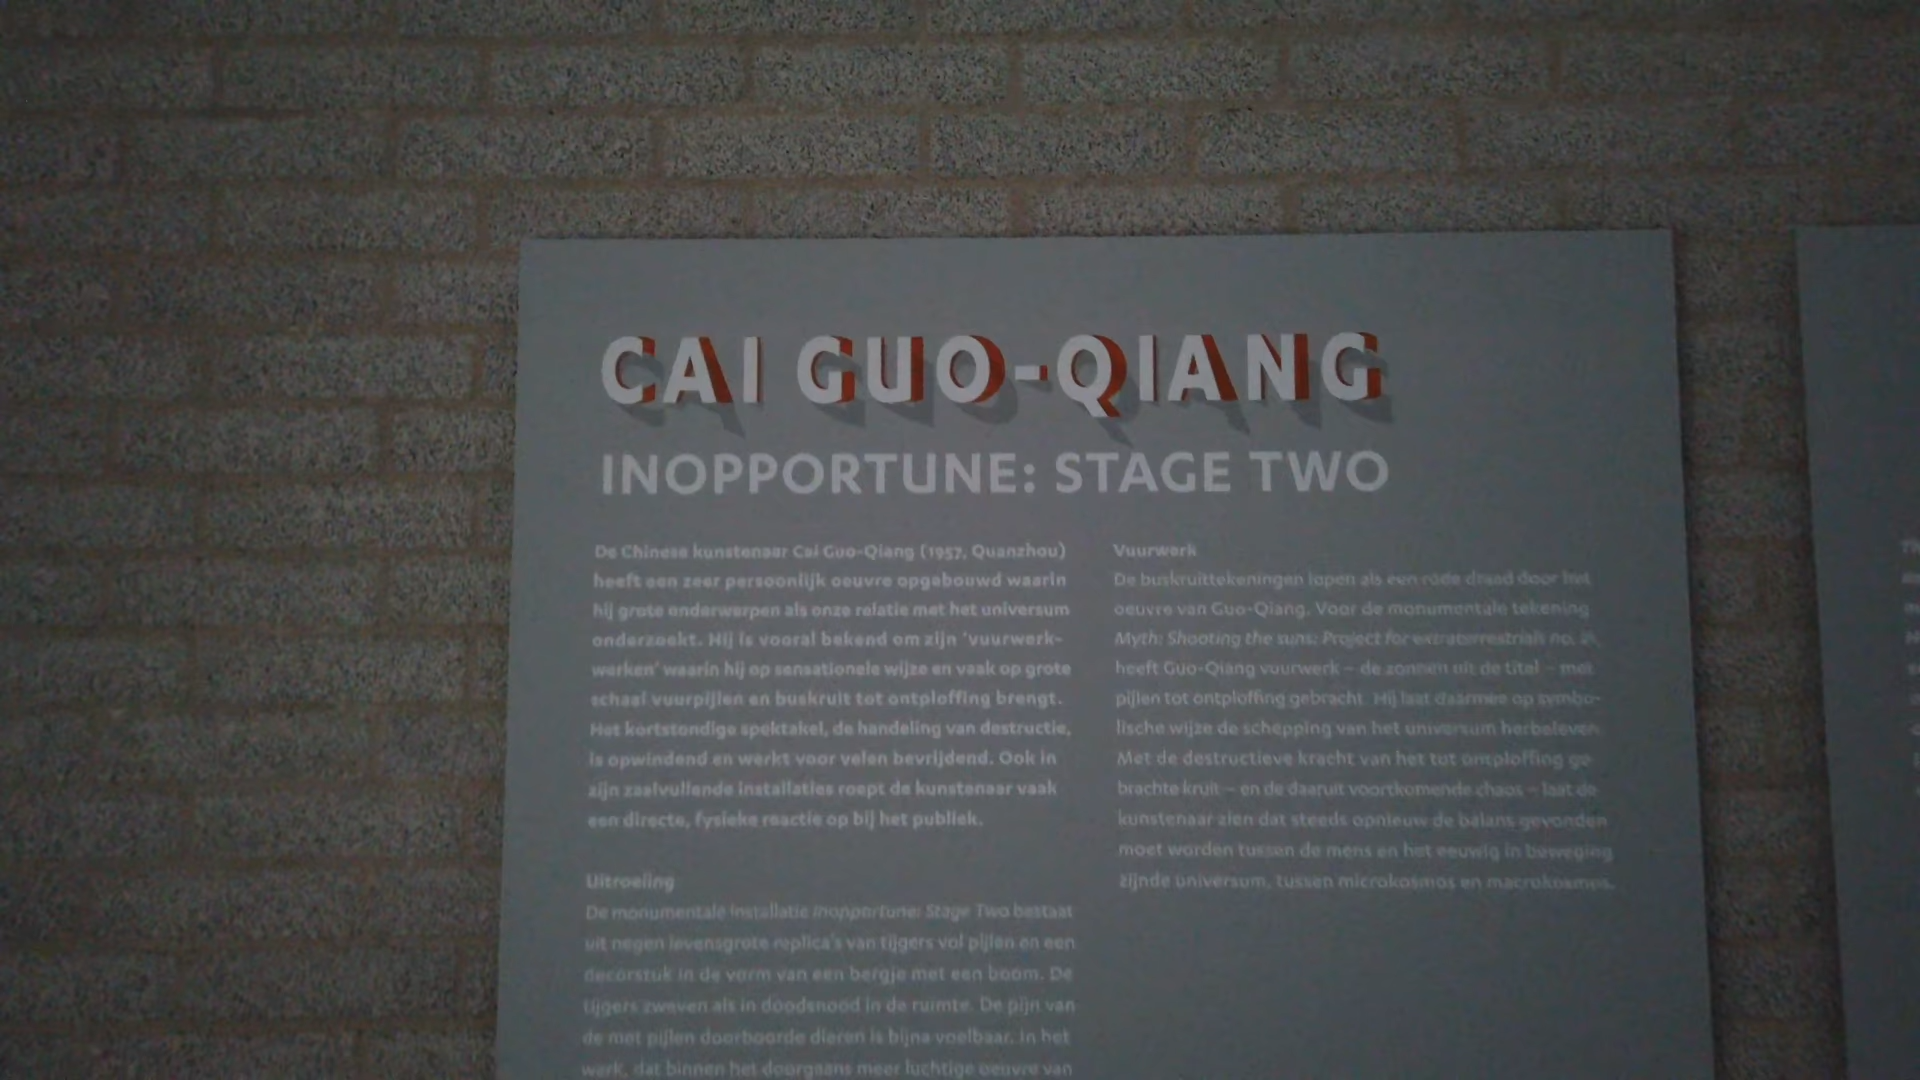 CAI GUO-QIANG
INOPPORTUNE: STAGE TWO
De Chinese kunstenaar Cai Guo-Qiang (1957, Quanzhou)
heeft een zeer persoonlijk oeuvre opgebouwd waarin
hij grote onderwerpen als onze relatie met het universum
onderzoekt. Hij is vooral bekend om zijn 'vuurwerk-
werken' waarin hij op sensationele wijze en vaak op grote
schaal vuurpijlen en buskruit tot ontploffing brengt.
Het kortstondige spektakel, de handeling van destructie,
is opwindend en werkt voor velen bevrijdend. Ook in
zijn zaalvullende installaties roept de kunstenaar vaak
een directe, fysieke reactie op bij het publiek.
Uitroeiing
De monumentale installatie Inopportune: Stage Two bestaat
uit negen levensgrote replica's van tijgers vol pijlen en een
decorstuk in de vorm van een bergje met een boom. De
tijgers zweven als in doodsnood in de ruimte. De pijn van
de met pijlen doorboorde dieren is bijna voelbaar. In het
werk, dat binnen het doorgaans meer luchtige oeuvre van
Vuurwerk
De buskruittekeningen lopen als een rode draad door het
oeuvre van Guo-Qiang. Voor de monumentale tekening
Myth: Shooting the suns: Project for extraterrestrials no.
heeft Guo-Qiang vuurwerk – de zonnen uit de titel – met
pijlen tot ontploffing gebracht. Hij laat daarmee op symbo-
lische wijze de schepping van het universum herbeleven.
Met de destructieve kracht van het tot ontploffing ge-
brachte kruit – en de daaruit voortkomende chaos – laat de
kunstenaar zien dat steeds opnieuw de balans gevonden
moet worden tussen de mens en het eeuwig in beweging
zijnde universum, tussen microkosmos en macrokosmos.